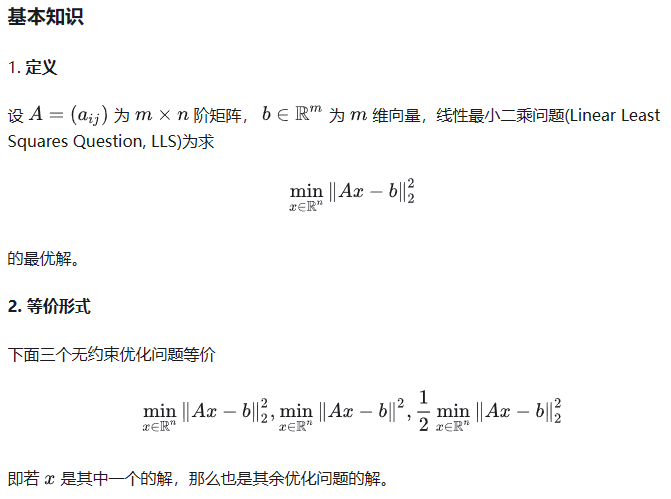 基本知识
1. 定义
设 $A = (a_{ij})$ 为 $m \times n$ 阶矩阵， $b \in \mathbb{R}^m$ 为 $m$ 维向量，线性最小二乘问题(Linear Least
Squares Question, LLS)为求
$\min_{x \in \mathbb{R}^n} \|Ax - b\|_2^2$
的最优解。
2. 等价形式
下面三个无约束优化问题等价
$\min_{x \in \mathbb{R}^n} \|Ax - b\|_2^2, \min_{x \in \mathbb{R}^n} \|Ax - b\|^2, \frac{1}{2} \min_{x \in \mathbb{R}^n} \|Ax - b\|_2^2$
即若 $x$ 是其中一个的解，那么也是其余优化问题的解。